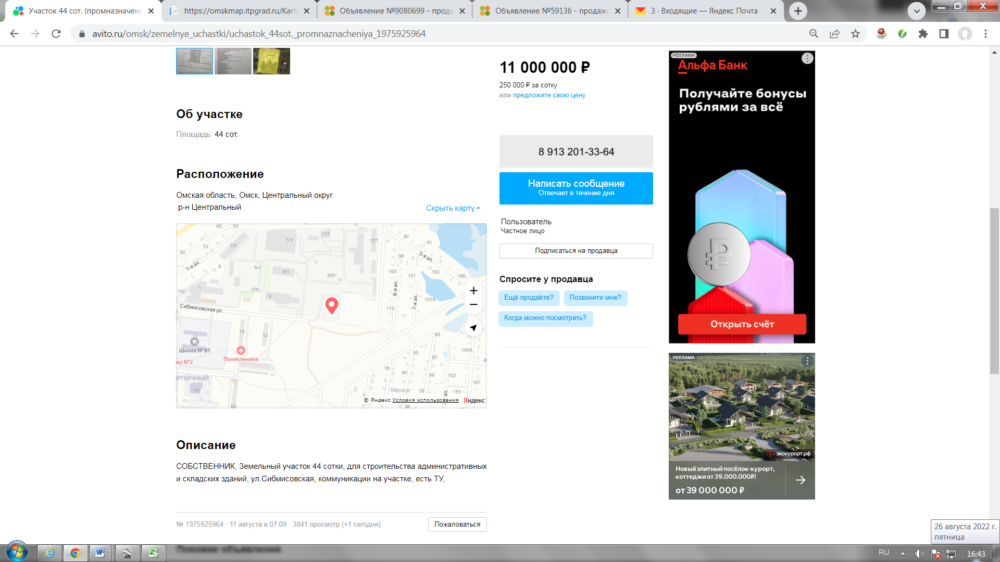 Участок 44 сот. (промназначени
https://omskmap.itpgrad.ru/Karta
Объявление №9080699 - прода
Объявление №59136 - продажа
3 · Входящие — Яндекс Почта
avito.ru/omsk/zemelnye_uchastki/uchastok_44sot._promnaznacheniya_1975925964
11 000 000 ₽
250 000 ₽ за сотку
или предложите свою цену
Об участке
Площадь: 44 сот.
Расположение
Омская область, Омск, Центральный округ
р-н Центральный
Скрыть карту
60
63
113
127
87
91
1/3
1/4
53
50
98
5-я ал.
1-я ал.
3
1к1
9/1
9/2
103
121
153
156
142
1
1/1
9
6-я ал.
7-я ал.
151А
113
Сибмисовская ул.
14
12
63
Школа № 81
Поликлиника
ка №2
45
57
100А
4
16
31
59
152
107
ИРПИЧНЫЙ
4А
Мечта
52
155
6А
38
81
ал.
© Яндекс Условия использования Яндекс
8 913 201-33-64
Написать сообщение
Отвечает в течение дня
Пользователь
Частное лицо
Подписаться на продавца
Спросите у продавца
Ещё продаёте?
Позвоните мне?
Когда можно посмотреть?
Описание
СОБСТВЕННИК, Земельный участок 44 сотки, для строительства административных
и складских зданий, ул.Сибмисовская, коммуникации на участке, есть ТУ,
№ 1975925964 · 11 августа в 07:09 · 3841 просмотр (+1 сегодня)
Пожаловаться
Похожие объявления
РЕКЛАМА
Альфа Банк
Получайте бонусы
рублями за всё
Открыть счёт
РЕКЛАМА
экокурорт.рф
Новый элитный посёлок-курорт,
коттеджи от 39.000.000₽!
от 39 000 000 ₽
26 августа 2022 г.
пятница
RU
16:43